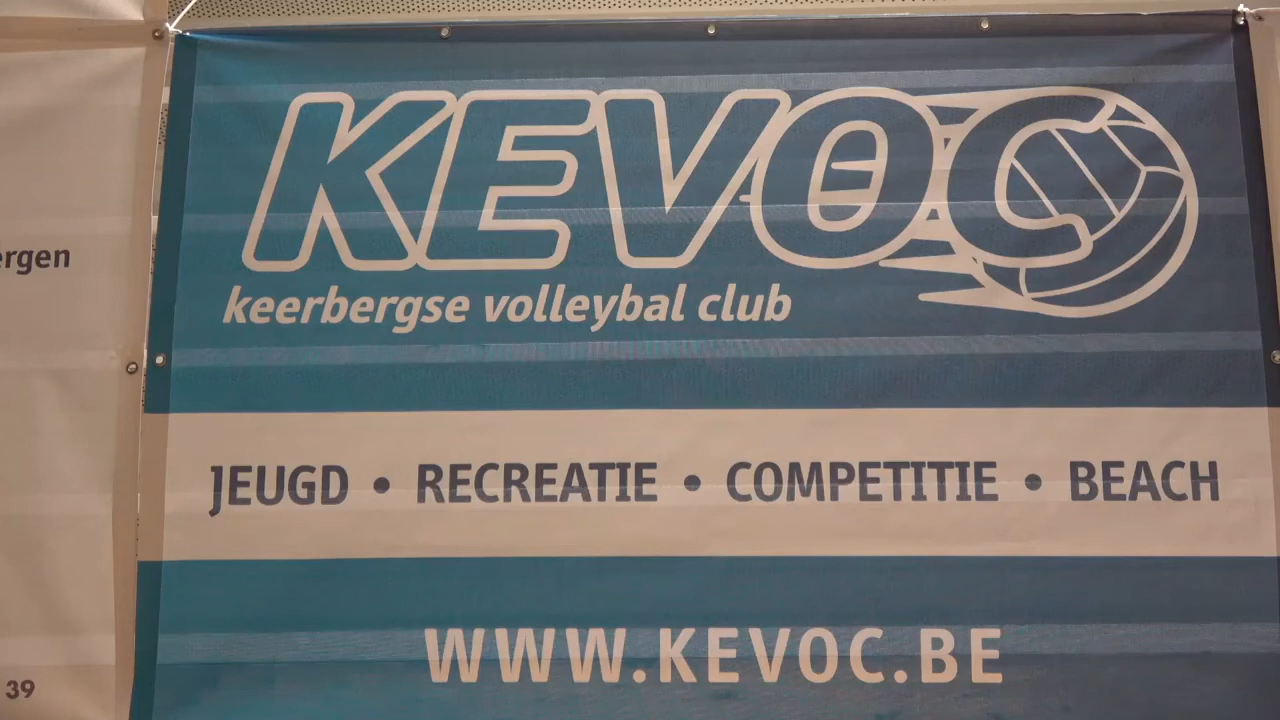 KEVOC
keerbergse volleybal club
JEUGD • RECREATIE • COMPETITIE • BEACH
WWW.KEVOC.BE
ergen
39